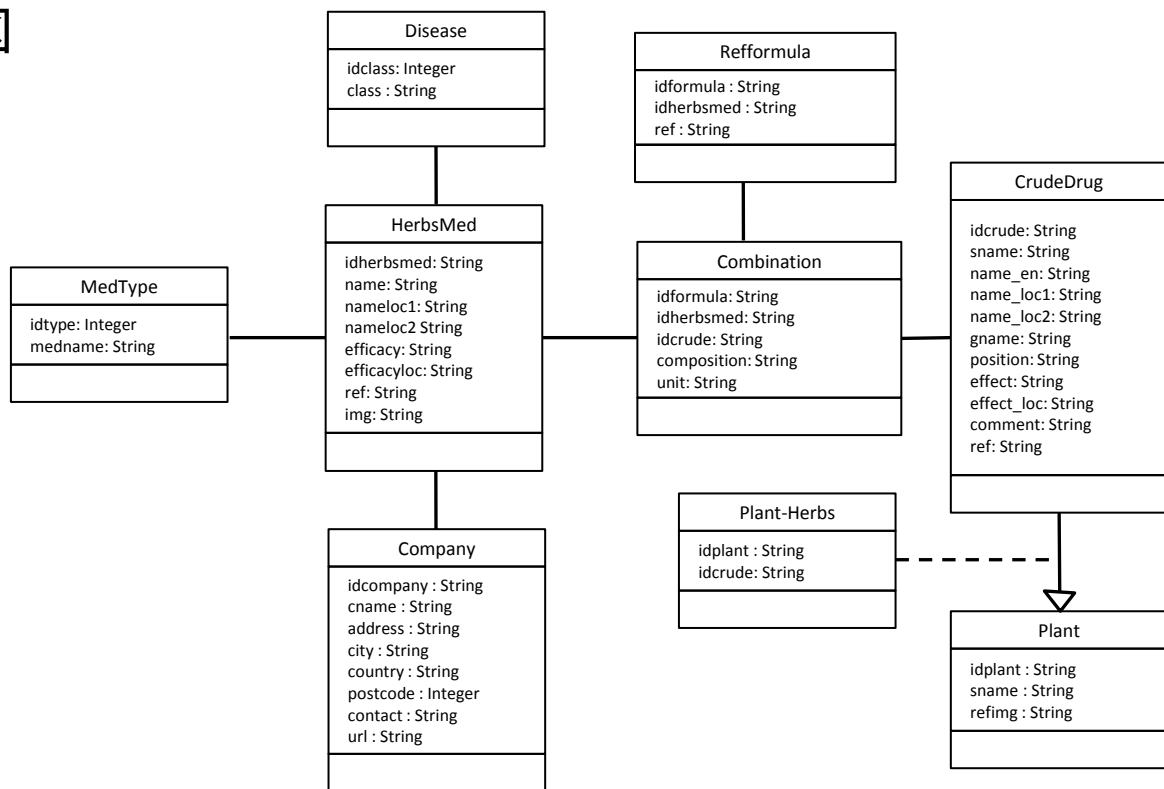 Disease
idclass: Integer
class : String
Refformula
idformula : String
idherbsmed : String
ref : String
CrudeDrug
idcrude: String
sname: String
name_en: String
name_loc1: String
name_loc2: String
gname: String
position: String
effect: String
effect_loc: String
comment: String
ref: String
HerbsMed
idherbsmed: String
name: String
nameloc1: String
nameloc2 String
efficacy: String
efficacyloc: String
ref: String
img: String
Combination
idformula: String
idherbsmed: String
idcrude: String
composition: String
unit: String
MedType
idtype: Integer
medname: String
Plant-Herbs
idplant : String
idcrude: String
Company
idcompany : String
cname : String
address : String
city : String
country : String
postcode : Integer
contact : String
url : String
Plant
idplant : String
sname : String
refimg : String